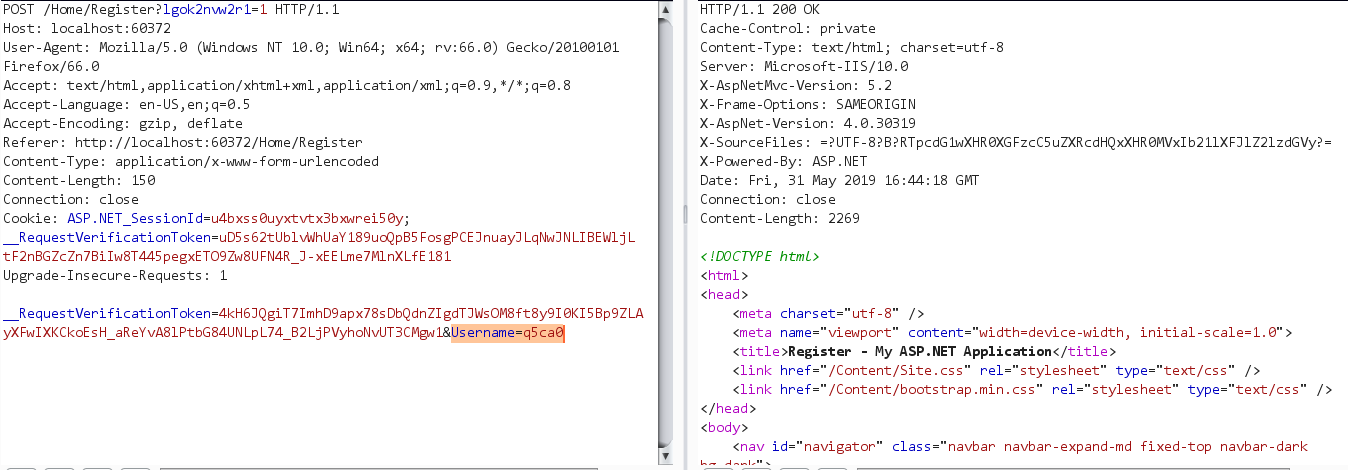 POST /Home/Register?lgok2nvw2r1=1 HTTP/1.1
Host: localhost:60372
User-Agent: Mozilla/5.0 (Windows NT 10.0; Win64; x64; rv:66.0) Gecko/20100101
Firefox/66.0
Accept: text/html,application/xhtml+xml,application/xml;q=0.9,*/*;q=0.8
Accept-Language: en-US,en;q=0.5
Accept-Encoding: gzip, deflate
Referer: http://localhost:60372/Home/Register
Content-Type: application/x-www-form-urlencoded
Content-Length: 150
Connection: close
Cookie: ASP.NET_SessionId=u4bxss0uyxtvtx3bxwrei50y;
__RequestVerificationToken=uD5s62tUblvWhUaY189uoQpB5FosgPCEJnuayJLqNwJNLIBEWljL
tF2nBGZcZn7BiIw8T445pegxETO9Zw8UFN4R_J-xEELme7MlnXLfE181
Upgrade-Insecure-Requests: 1
__RequestVerificationToken=4kH6JQgiT7ImhD9apx78sDbQdnZIgdTJWsOM8ft8y9I0KI5Bp9ZLA
yXFwIXKCkoEsH_aReYvA8lPtbG84UNLpL74_B2LjPVyhoNvUT3CMgw1&Username=q5ca0
HTTP/1.1 200 OK
Cache-Control: private
Content-Type: text/html; charset=utf-8
Server: Microsoft-IIS/10.0
X-AspNetMvc-Version: 5.2
X-Frame-Options: SAMEORIGIN
X-AspNet-Version: 4.0.30319
X-SourceFiles: =?UTF-8?B?RTpcdG1wXHR0XGFzcC5uZXRcdHQxXHR0MVxIb21lXFJlZ2lzdGVy?=
X-Powered-By: ASP.NET
Date: Fri, 31 May 2019 16:44:18 GMT
Connection: close
Content-Length: 2269
<!DOCTYPE html>
<html>
<head>
<meta charset="utf-8" />
<meta name="viewport" content="width=device-width, initial-scale=1.0">
<title>Register - My ASP.NET Application</title>
<link href="/Content/Site.css" rel="stylesheet" type="text/css" />
<link href="/Content/bootstrap.min.css" rel="stylesheet" type="text/css" />
</head>
<body>
<nav id="navigator" class="navbar navbar-expand-md fixed-top navbar-dark
bg-dark">